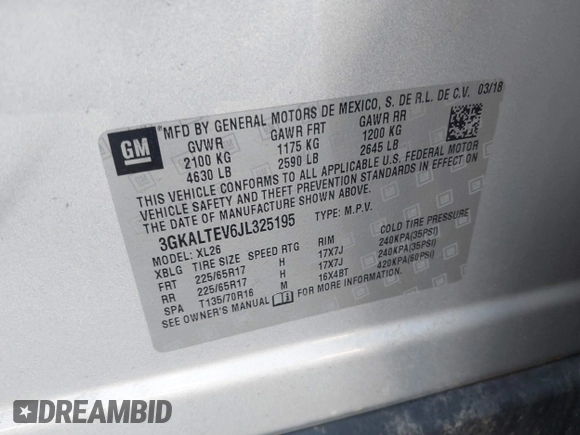 GM
MFD BY GENERAL MOTORS DE MEXICO, S. DE R.L. DE C.V. 03/18
GVWR GAWR FRT GAWR RR
2100 KG 1175 KG 1200 KG
4630 LB 2590 LB 2645 LB
THIS VEHICLE CONFORMS TO ALL APPLICABLE U.S. FEDERAL MOTOR
VEHICLE SAFETY AND THEFT PREVENTION STANDARDS IN EFFECT ON
THE DATE OF MANUFACTURE SHOWN ABOVE.
3GKALTEV6JL325195 TYPE: M.P.V.
MODEL: XL26
XBLG TIRE SIZE SPEED RTG RIM COLD TIRE PRESSURE
FRT 225/65R17 H 17X7J 240KPA(35PSI)
RR 225/65R17 H 17X7J 240KPA(35PSI)
SPA T135/70R16 M 16X4BT 420KPA(60PSI)
SEE OWNER'S MANUAL FOR MORE INFORMATION.
DREAMBID